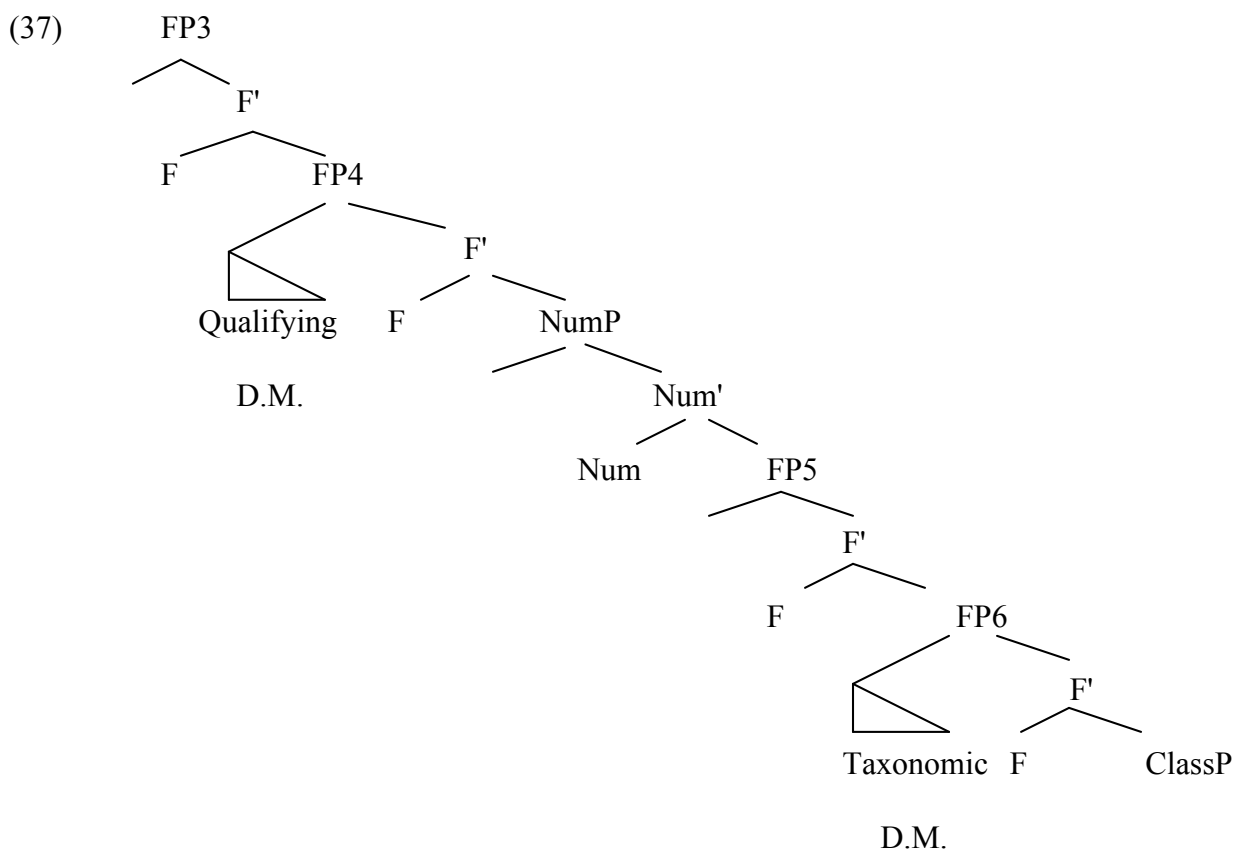 (37) FP3
F'
F FP4
F'
Qualifying F NumP
D.M. Num'
Num FP5
F'
F FP6
F'
Taxonomic F ClassP
D.M.